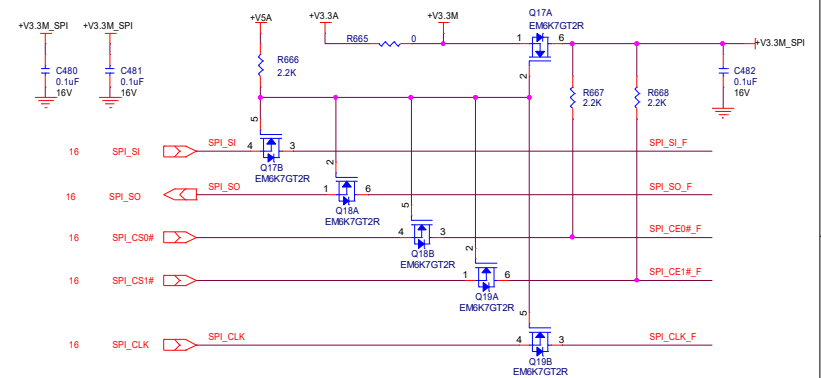 +V3.3M_SPI
+V3.3M_SPI
+V5A
+V3.3A
+V3.3M
Q17A
EM6K7GT2R
R665
0
1
6
2
+V3.3M_SPI
C480
0.1uF
16V
C481
0.1uF
16V
R666
2.2K
R667
2.2K
R668
2.2K
C482
0.1uF
16V
16
SPI_SI
SPI_SI
5
4
3
Q17B
EM6K7GT2R
SPI_SI_F
16
SPI_SO
SPI_SO
2
1
6
Q18A
EM6K7GT2R
SPI_SO_F
16
SPI_CS0#
5
4
3
Q18B
EM6K7GT2R
SPI_CE0#_F
16
SPI_CS1#
2
1
6
Q19A
EM6K7GT2R
SPI_CE1#_F
16
SPI_CLK
SPI_CLK
5
4
3
Q19B
EM6K7GT2R
SPI_CLK_F